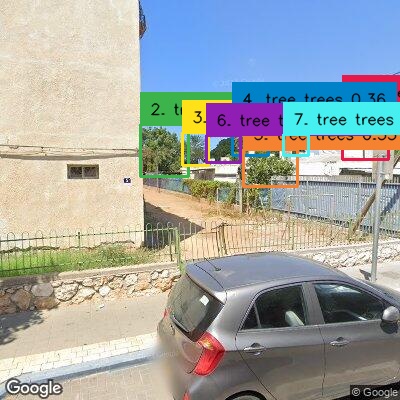 4. tree trees 0.36
2. t
3.
6. tree t
7. tree trees
5. tree trees 0.35
Google
© Google